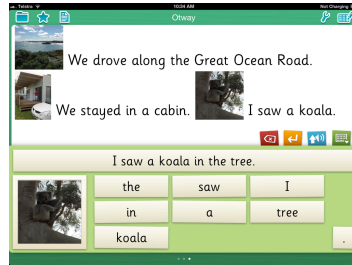 Telstra
10:34 AM
Not Charging
Otway
We drove along the Great Ocean Road.
We stayed in a cabin. I saw a koala.
I saw a koala in the tree.
the saw I
in a tree
koala .